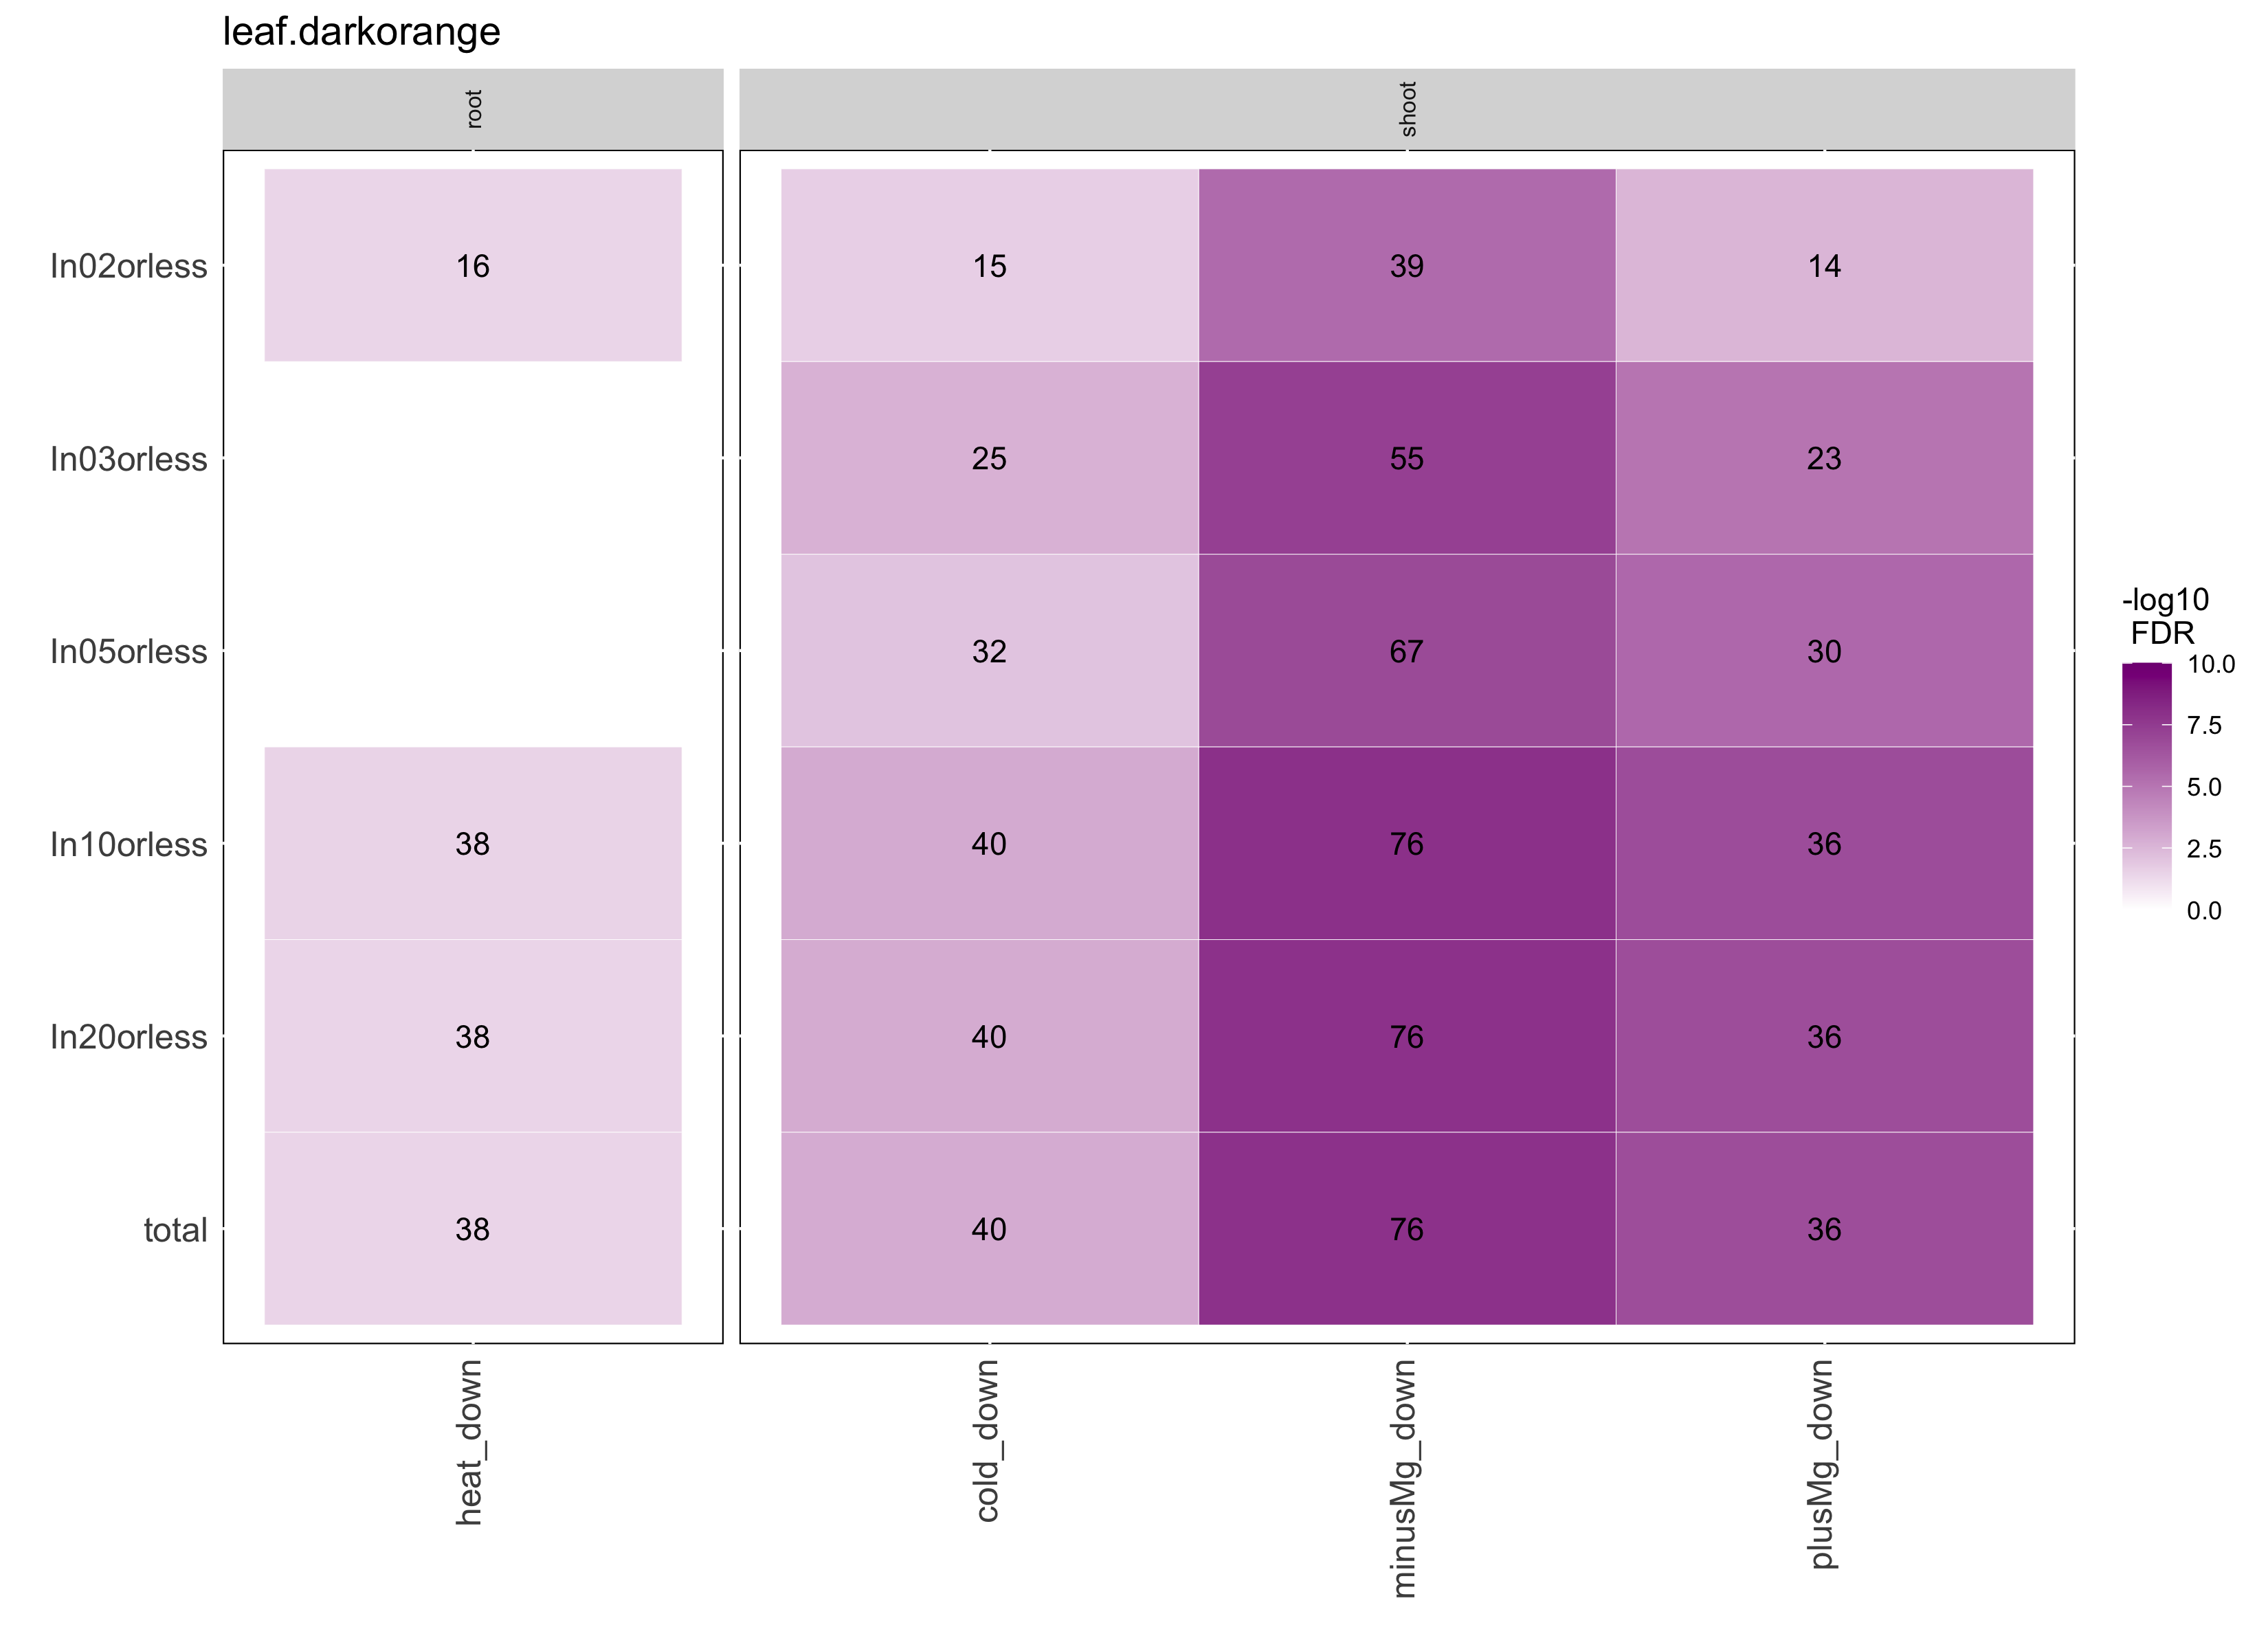 leaf.darkorange
root
shoot
In02orless
16
15
39
14
In03orless
25
55
23
In05orless
32
67
30
In10orless
38
40
76
36
In20orless
38
40
76
36
total
38
40
76
36
heat_down
cold_down
minusMg_down
plusMg_down
-log10
FDR
10.0
7.5
5.0
2.5
0.0